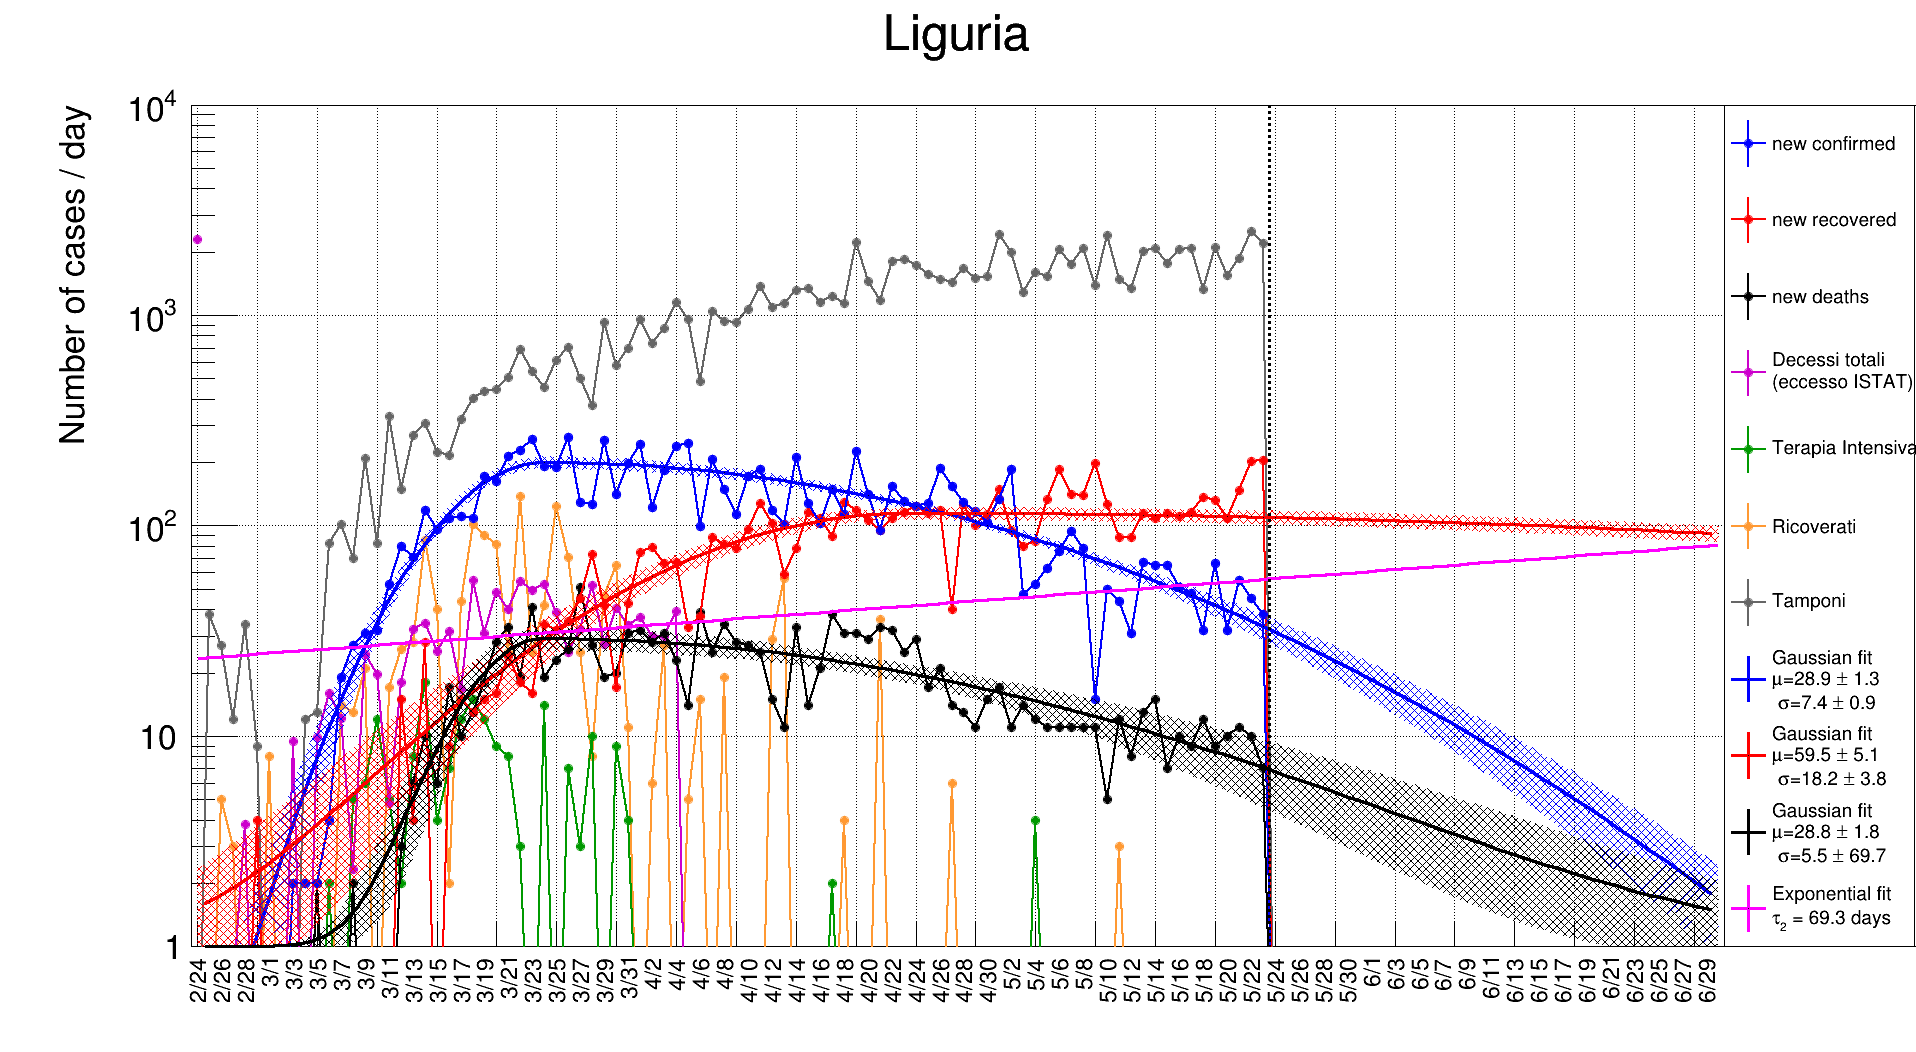 Liguria
Number of cases / day
10⁴
10³
10²
10
1
2/24 2/26 2/28 3/1 3/3 3/5 3/7 3/9 3/11 3/13 3/15 3/17 3/19 3/21 3/23 3/25 3/27 3/29 3/31 4/2 4/4 4/6 4/8 4/10 4/12 4/14 4/16 4/18 4/20 4/22 4/24 4/26 4/28 4/30 5/2 5/4 5/6 5/8 5/10 5/12 5/14 5/16 5/18 5/20 5/22 5/24 5/26 5/28 5/30 6/1 6/3 6/5 6/7 6/9 6/11 6/13 6/15 6/17 6/19 6/21 6/23 6/25 6/27 6/29
new confirmed
new recovered
new deaths
Decessi totali
(eccesso ISTAT)
Terapia Intensiva
Ricoverati
Tamponi
Gaussian fit
μ=28.9 ± 1.3
σ=7.4 ± 0.9
Gaussian fit
μ=59.5 ± 5.1
σ=18.2 ± 3.8
Gaussian fit
μ=28.8 ± 1.8
σ=5.5 ± 69.7
Exponential fit
τ₂ = 69.3 days